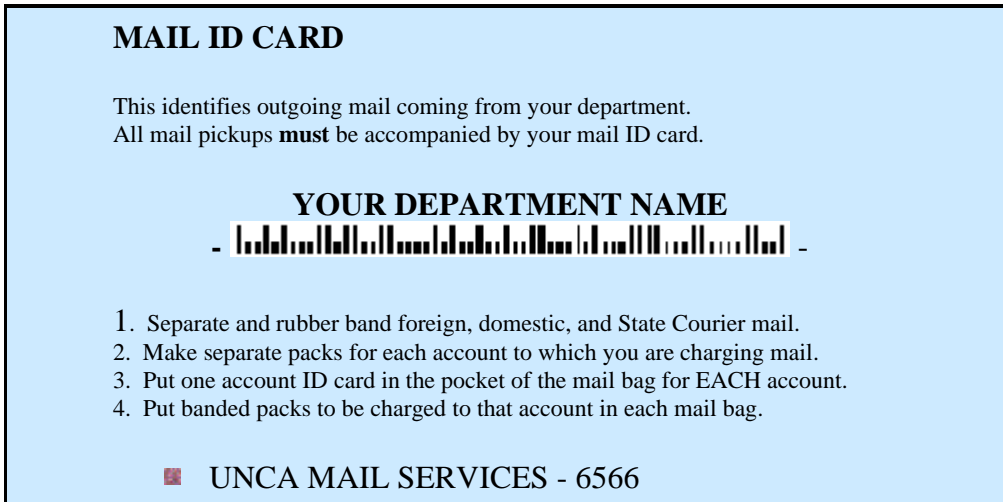 MAIL ID CARD
This identifies outgoing mail coming from your department.
All mail pickups must be accompanied by your mail ID card.
YOUR DEPARTMENT NAME
- -
1. Separate and rubber band foreign, domestic, and State Courier mail.
2. Make separate packs for each account to which you are charging mail.
3. Put one account ID card in the pocket of the mail bag for EACH account.
4. Put banded packs to be charged to that account in each mail bag.
UNCA MAIL SERVICES - 6566